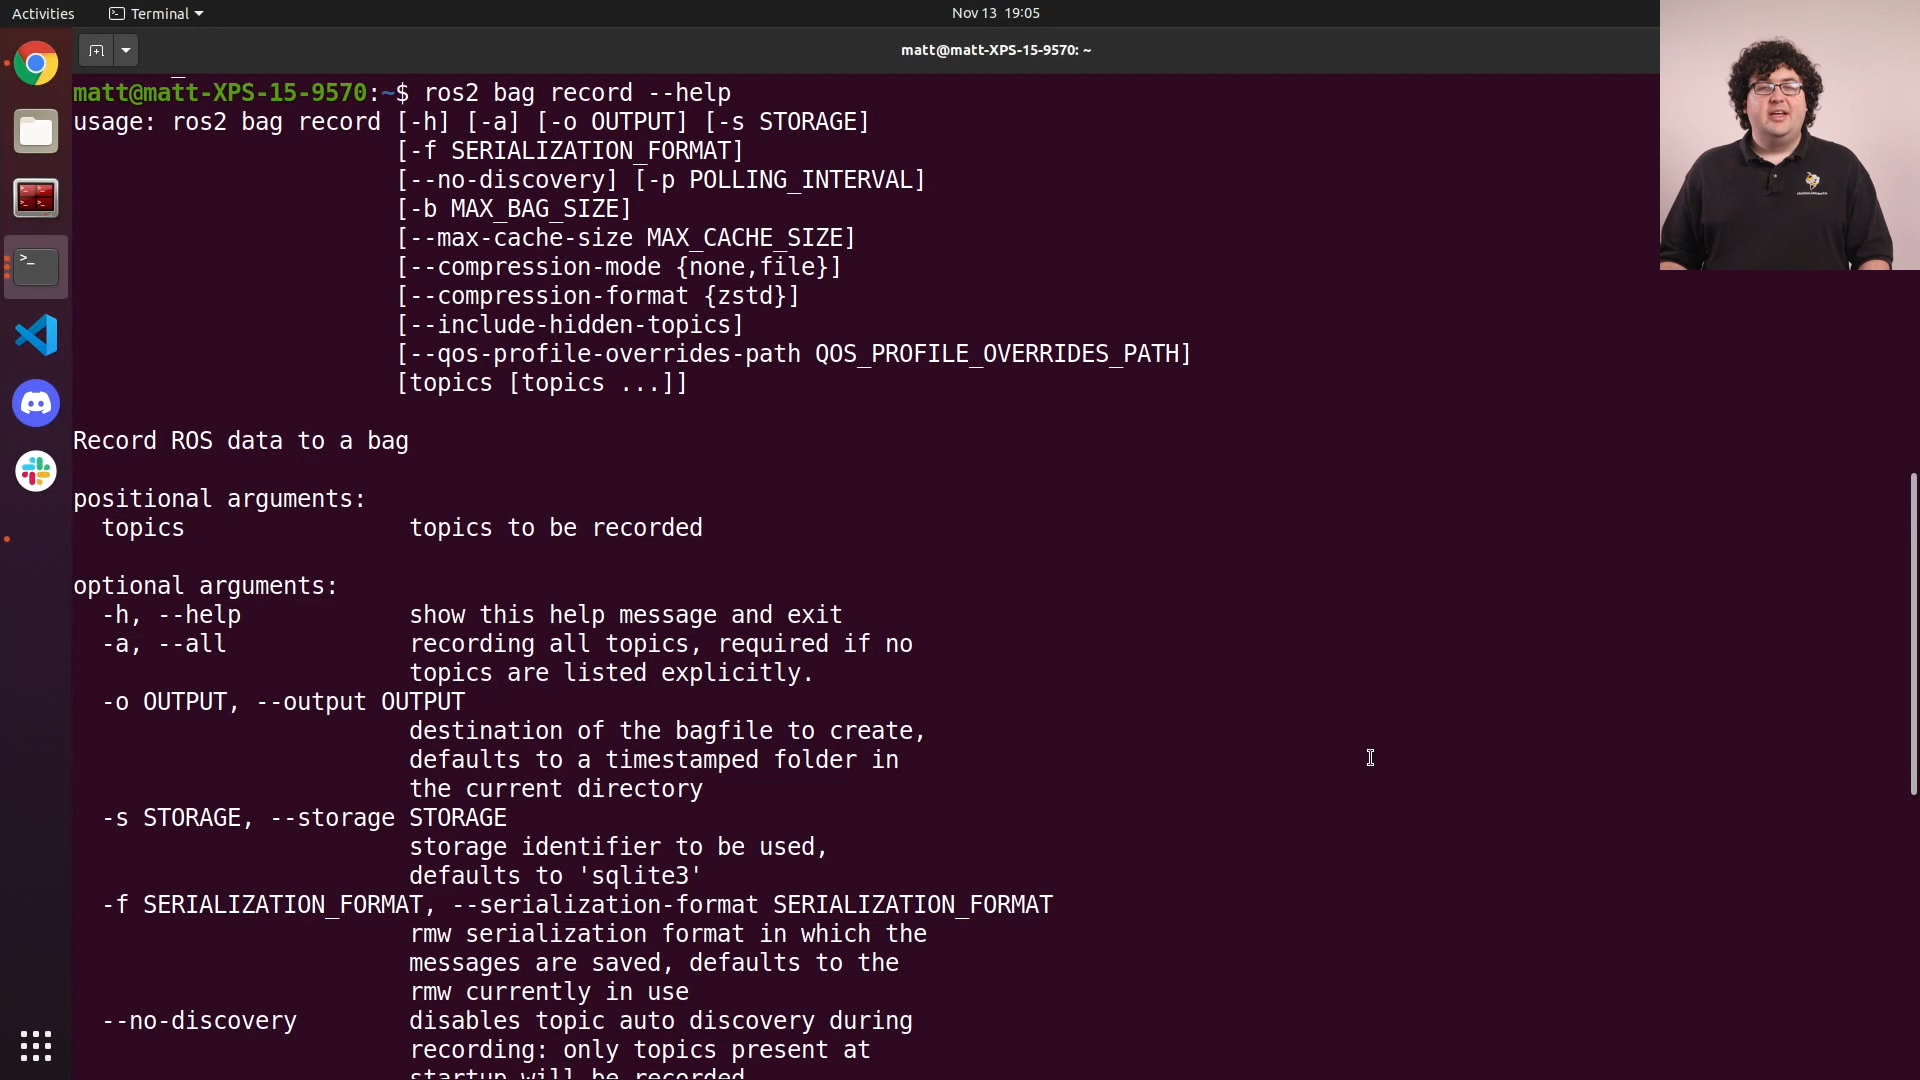 Activities
Terminal
Nov 13 19:05
matt@matt-XPS-15-9570: ~
matt@matt-XPS-15-9570:~$ ros2 bag record --help
usage: ros2 bag record [-h] [-a] [-o OUTPUT] [-s STORAGE]
[-f SERIALIZATION_FORMAT]
[--no-discovery] [-p POLLING_INTERVAL]
[-b MAX_BAG_SIZE]
[--max-cache-size MAX_CACHE_SIZE]
[--compression-mode {none,file}]
[--compression-format {zstd}]
[--include-hidden-topics]
[--qos-profile-overrides-path QOS_PROFILE_OVERRIDES_PATH]
[topics [topics ...]]
Record ROS data to a bag
positional arguments:
topics topics to be recorded
optional arguments:
-h, --help show this help message and exit
-a, --all recording all topics, required if no
topics are listed explicitly.
-o OUTPUT, --output OUTPUT
destination of the bagfile to create,
defaults to a timestamped folder in
the current directory
-s STORAGE, --storage STORAGE
storage identifier to be used,
defaults to 'sqlite3'
-f SERIALIZATION_FORMAT, --serialization-format SERIALIZATION_FORMAT
rmw serialization format in which the
messages are saved, defaults to the
rmw currently in use
--no-discovery disables topic auto discovery during
recording: only topics present at
startup will be recorded